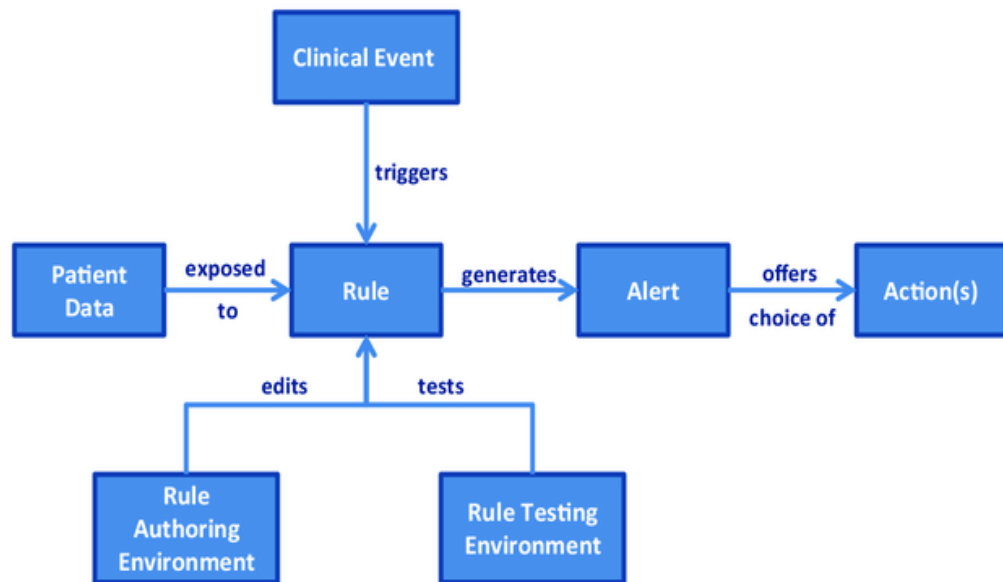 Clinical Event
triggers
Patient
Data
exposed
to
Rule
generates
Alert
offers
choice of
Action(s)
edits
tests
Rule
Authoring
Environment
Rule Testing
Environment